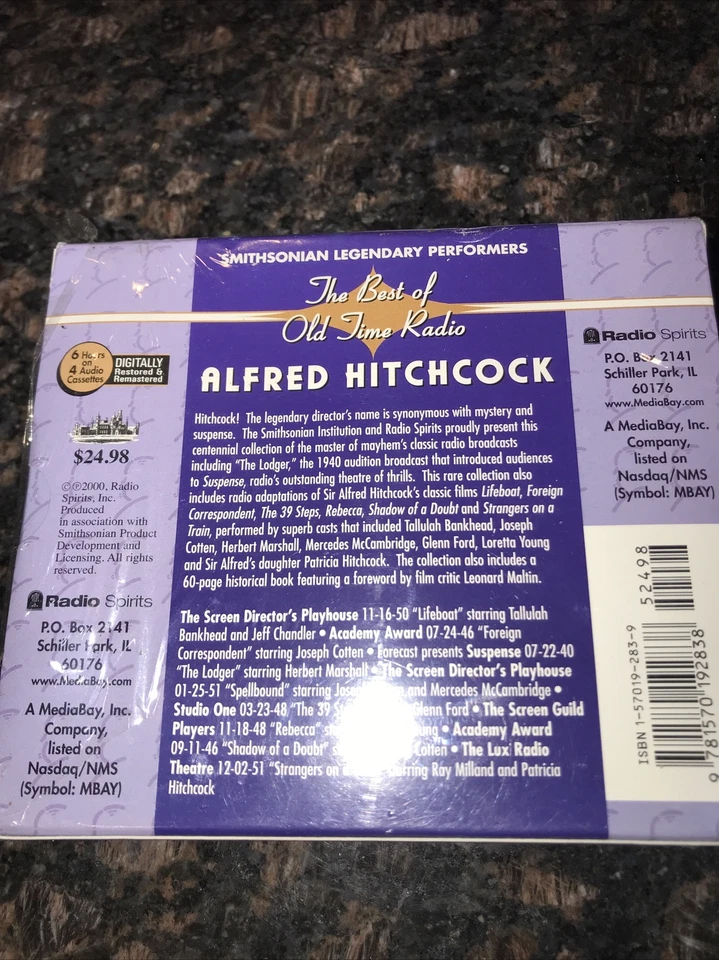 SMITHSONIAN LEGENDARY PERFORMERS
The Best of
Old Time Radio
ALFRED HITCHCOCK
6 Hours
on
4 Audio
Cassettes
DIGITALLY
Restored &
Remastered
$24.98
©℗2000, Radio
Spirits, Inc.
Produced
in association with
Smithsonian Product
Development and
Licensing. All rights
reserved.
Radio Spirits
P.O. Box 2141
Schiller Park, IL
60176
www.MediaBay.com
A MediaBay, Inc.
Company,
listed on
Nasdaq/NMS
(Symbol: MBAY)
Hitchcock! The legendary director's name is synonymous with mystery and
suspense. The Smithsonian Institution and Radio Spirits proudly present this
centennial collection of the master of mayhem's classic radio broadcasts
including "The Lodger," the 1940 audition broadcast that introduced audiences
to Suspense, radio's outstanding theatre of thrills. This rare collection also
includes radio adaptations of Sir Alfred Hitchcock's classic films Lifeboat, Foreign
Correspondent, The 39 Steps, Rebecca, Shadow of a Doubt and Strangers on a
Train, performed by superb casts that included Tallulah Bankhead, Joseph
Cotten, Herbert Marshall, Mercedes McCambridge, Glenn Ford, Loretta Young
and Sir Alfred's daughter Patricia Hitchcock. The collection also includes a
60-page historical book featuring a foreword by film critic Leonard Maltin.
The Screen Director's Playhouse 11-16-50 "Lifeboat" starring Tallulah
Bankhead and Jeff Chandler • Academy Award 07-24-46 "Foreign
Correspondent" starring Joseph Cotten • Forecast presents Suspense 07-22-40
"The Lodger" starring Herbert Marshall • The Screen Director's Playhouse
01-25-51 "Spellbound" starring and Mercedes McCambridge •
Studio One 03-23-48 "The 39 Glenn Ford • The Screen Guild
Players 11-18-48 "Rebecca" • Academy Award
09-11-46 "Shadow of a Doubt" Cotten • The Lux Radio
Theatre 12-02-51 "Strangers on starring Ray Milland and Patricia
Hitchcock
Radio Spirits
P.O. Box 2141
Schiller Park, IL
60176
www.MediaBay.com
A MediaBay, Inc.
Company,
listed on
Nasdaq/NMS
(Symbol: MBAY)
52498
ISBN 1-57019-283-9
9 781570 192838